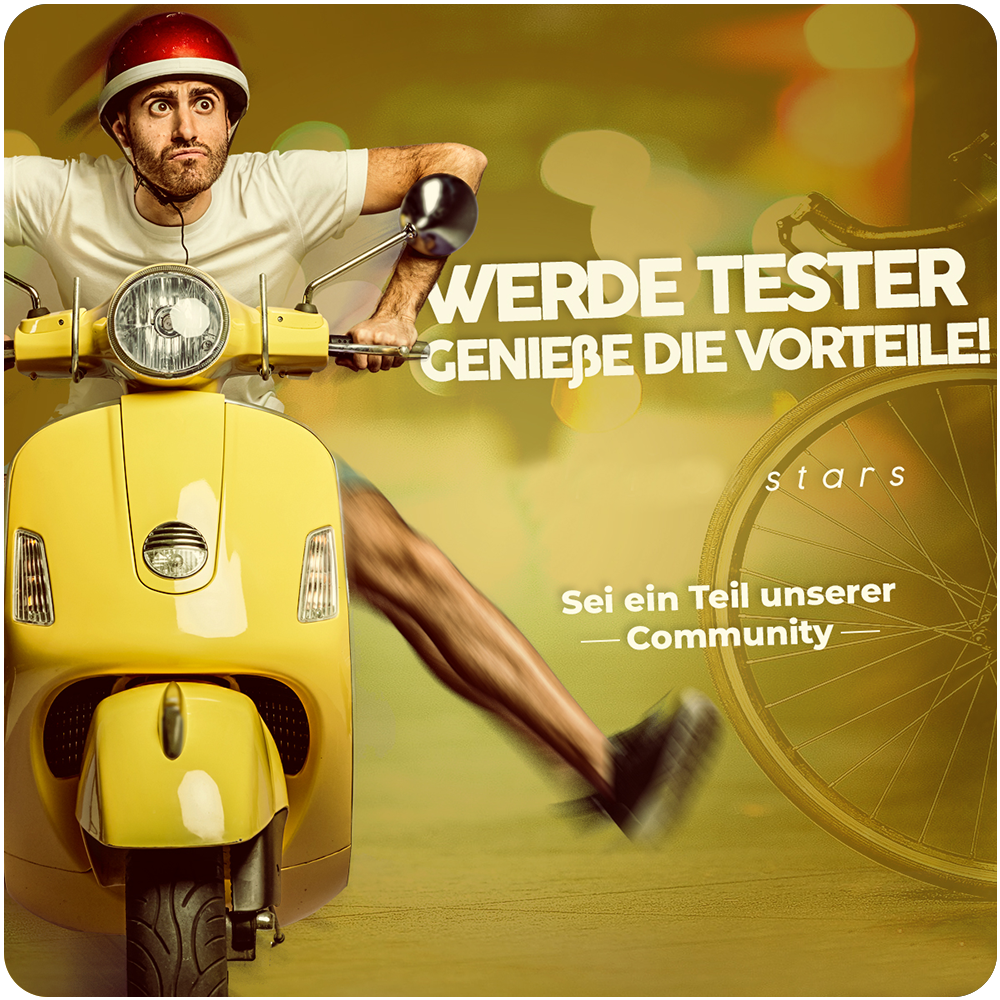 WERDE TESTER
GENIEßE DIE VORTEILE!
stars
Sei ein Teil unserer
Community